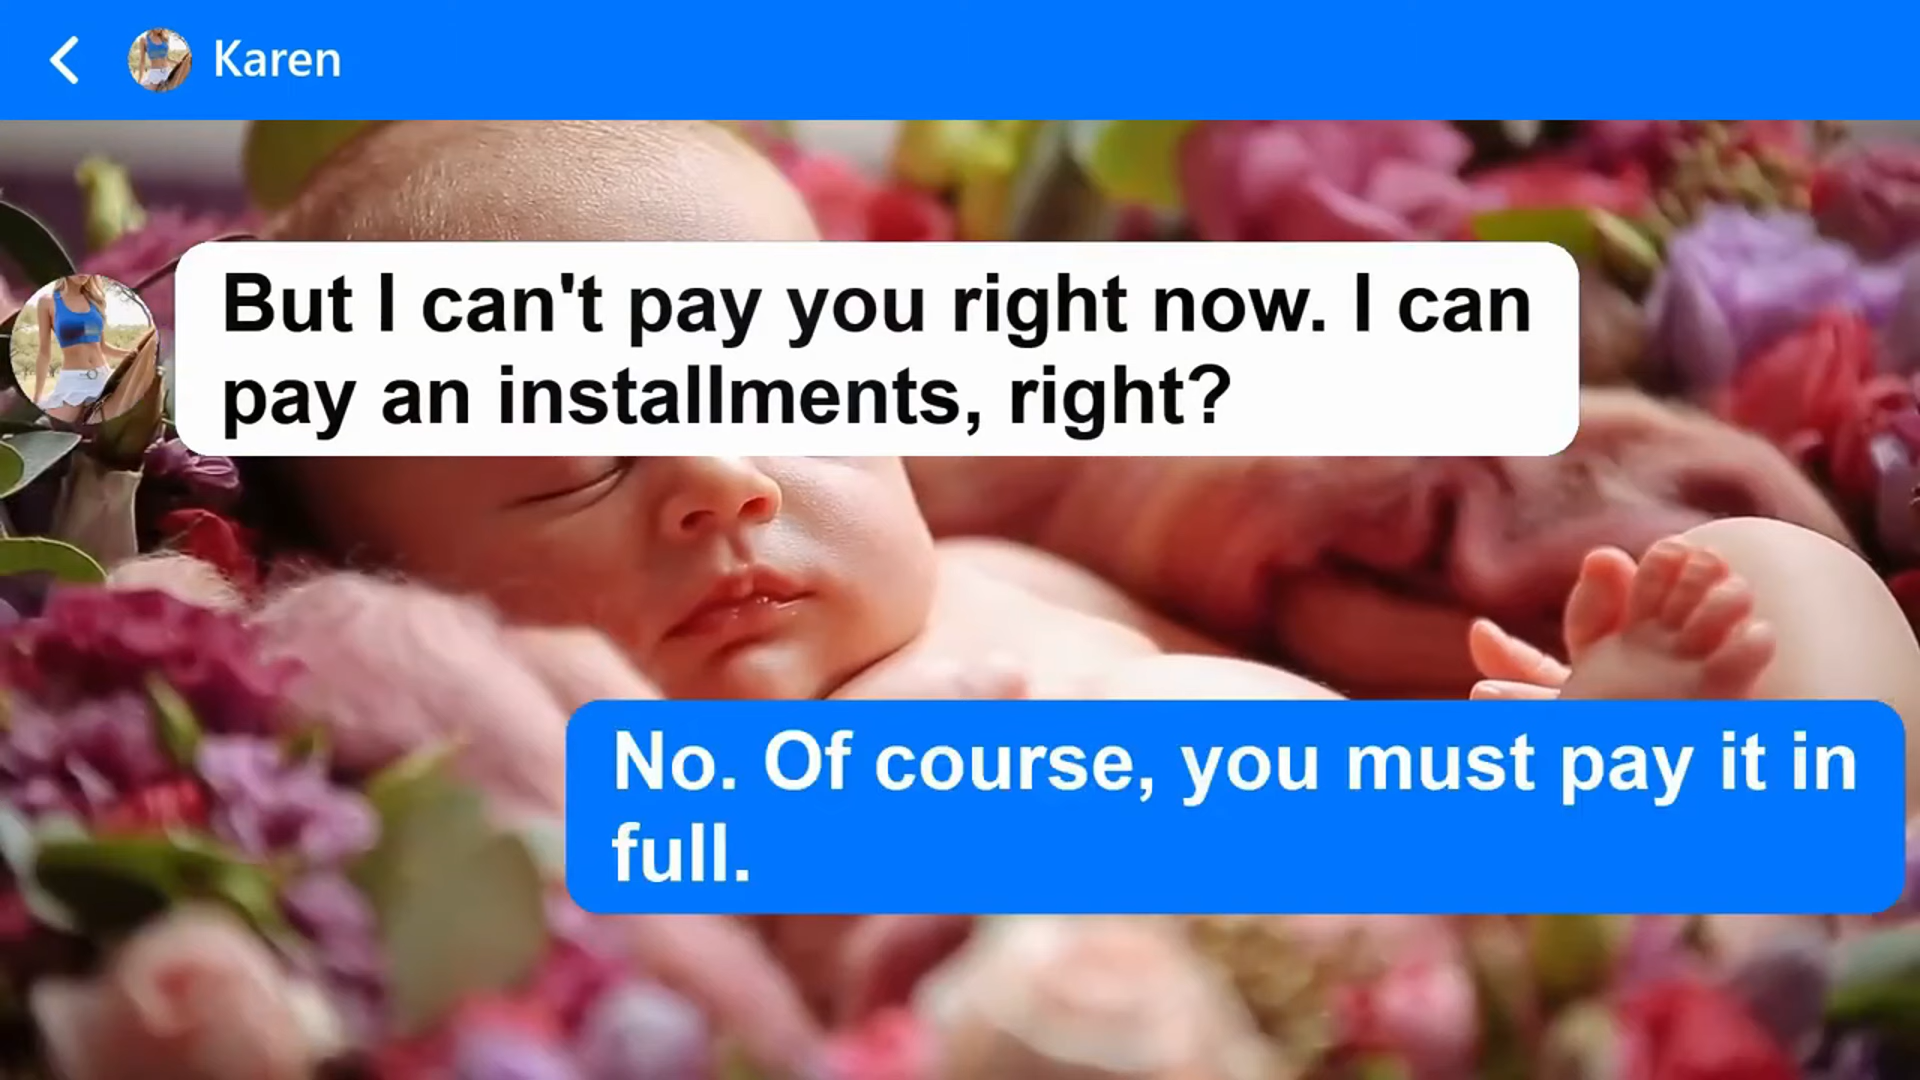 Karen
But I can't pay you right now. I can
pay an installments, right?
No. Of course, you must pay it in
full.